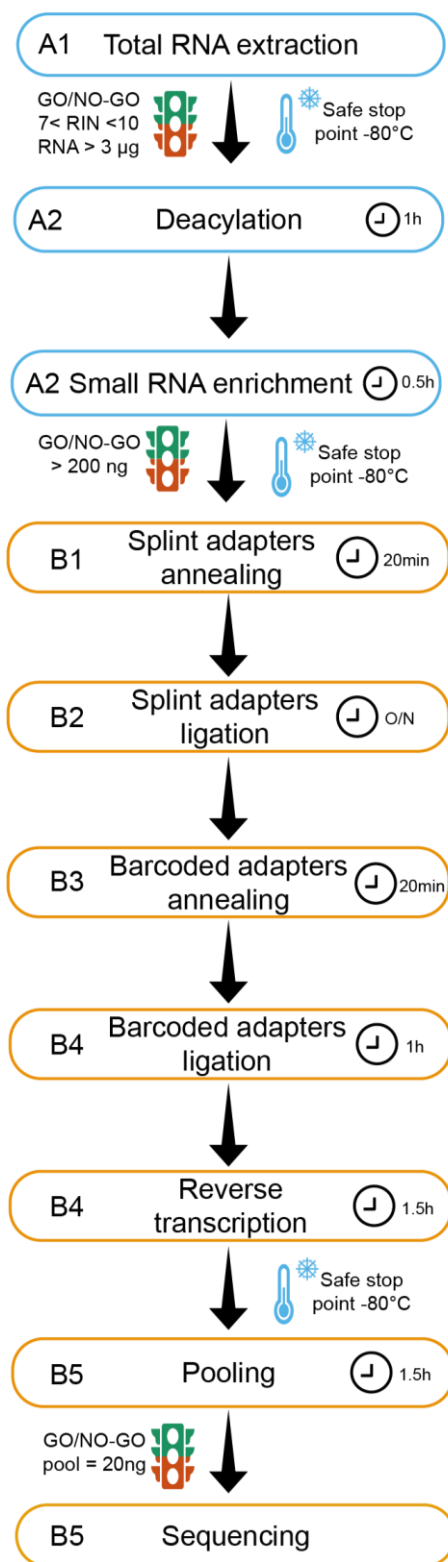 A1 Total RNA extraction
GO/NO-GO
7< RIN <10
RNA > 3 µg
Safe stop
point -80°C
A2 Deacylation 1h
A2 Small RNA enrichment 0.5h
GO/NO-GO
> 200 ng
Safe stop
point -80°C
B1 Splint adapters
annealing 20min
B2 Splint adapters
ligation O/N
B3 Barcoded adapters
annealing 20min
B4 Barcoded adapters
ligation 1h
B4 Reverse
transcription 1.5h
Safe stop
point -80°C
B5 Pooling 1.5h
GO/NO-GO
pool = 20ng
B5 Sequencing